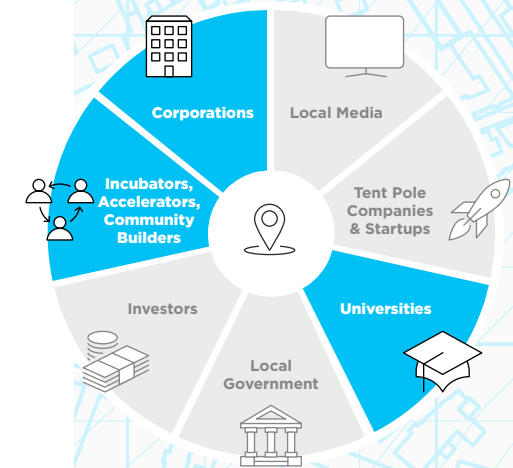 Corporations
Local Media
Incubators,
Accelerators,
Community
Builders
Tent Pole
Companies
& Startups
Investors
Universities
Local
Government